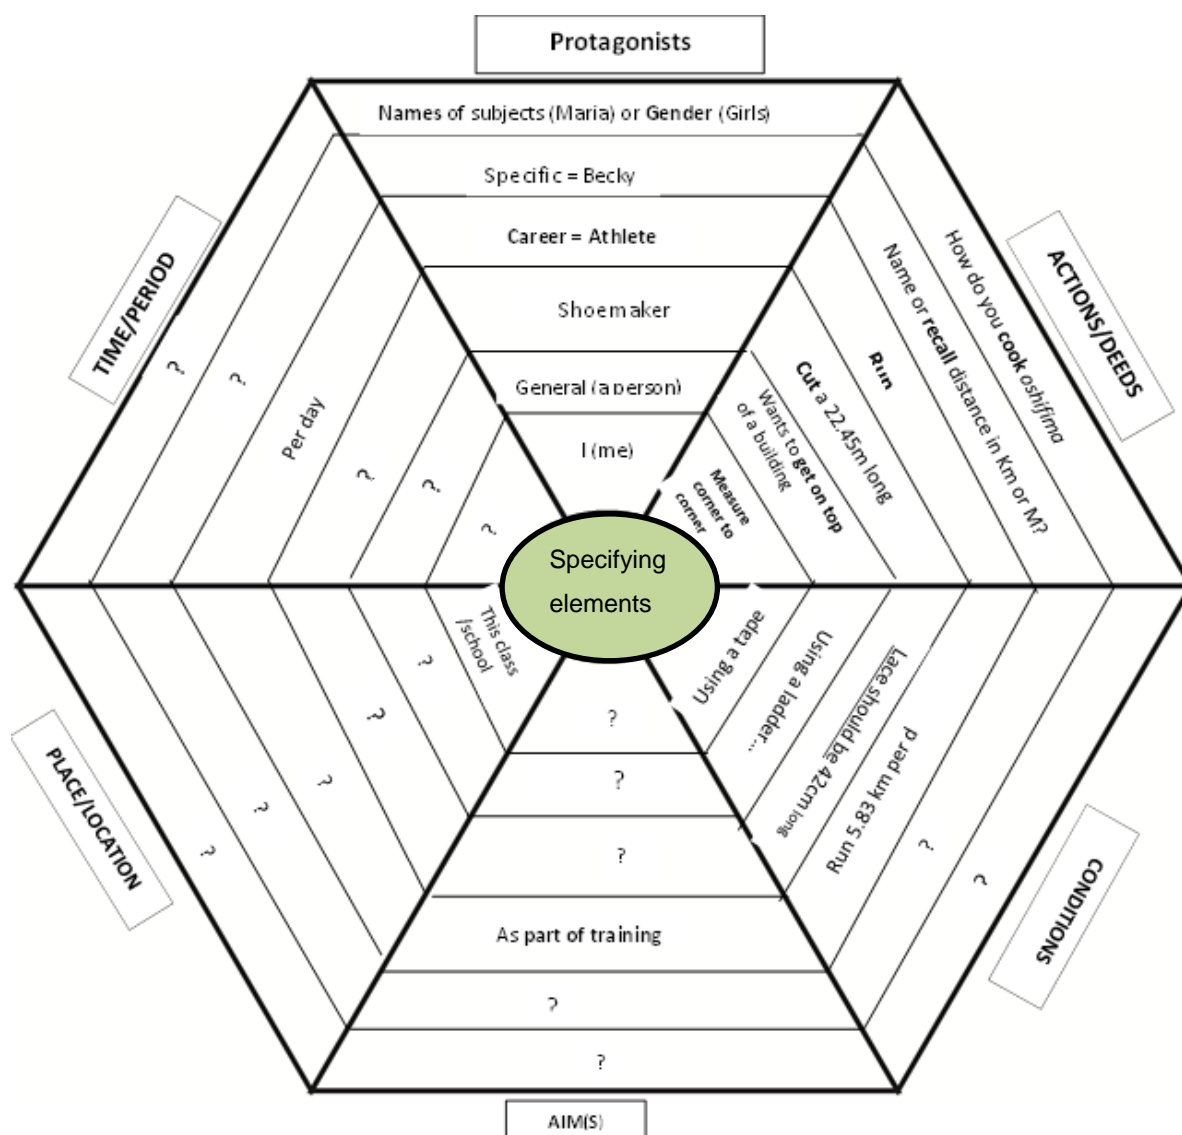 Protagonists
Names of subjects (Maria) or Gender (Girls)
Specific = Becky
Career = Athlete
Shoemaker
General (a person)
I (me)
ACTIONS/DEEDS
How do you cook oshifima
Name or recall distance in Km or M?
Run
Cut a 22.45m long
Wants to get on top
of a building
Measure
corner to
corner
CONDITIONS
Using a tape
Using a ladder...
Lace should be 42cm long
Run 5.83 km per d
?
?
AIM(S)
?
?
?
As part of training
?
?
PLACE/LOCATION
This class
/school
?
?
?
?
?
TIME/PERIOD
?
?
Per day
?
?
?
Specifying
elements